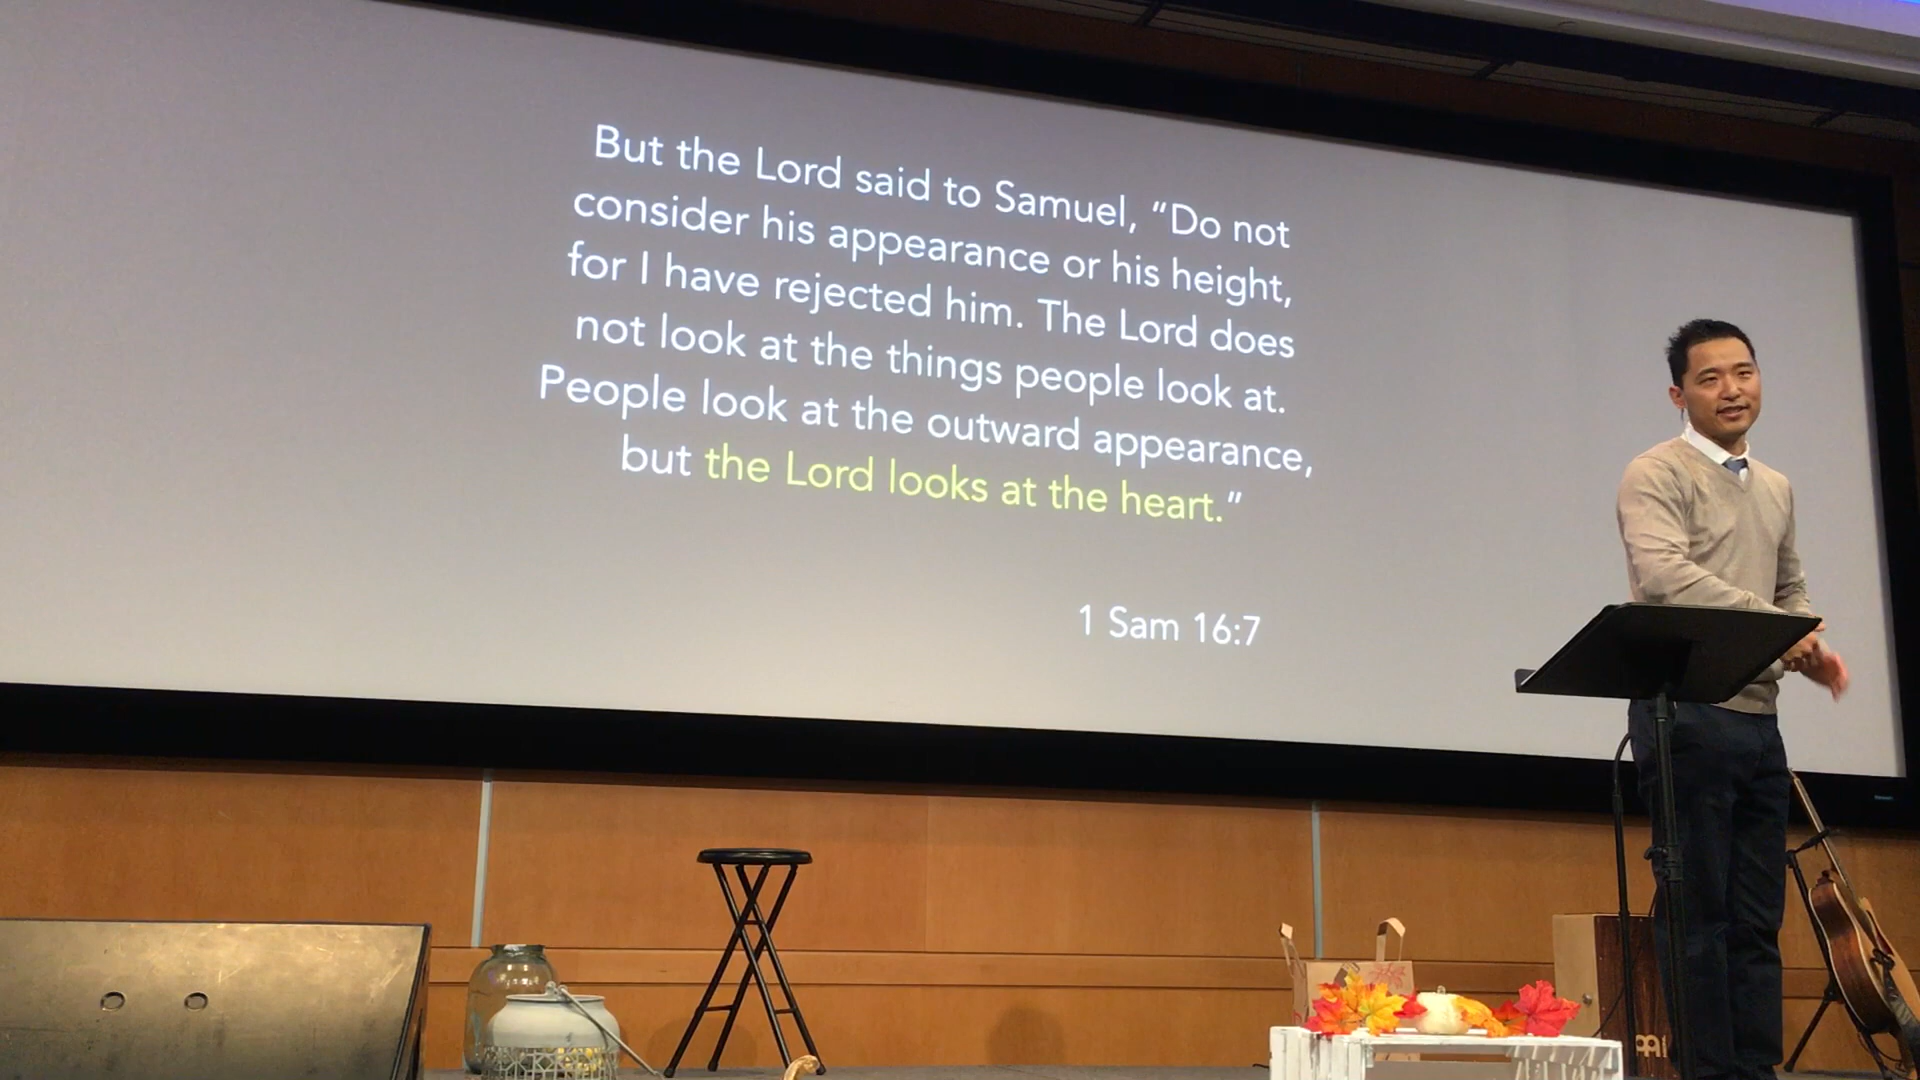 But the Lord said to Samuel, “Do not
consider his appearance or his height,
for I have rejected him. The Lord does
not look at the things people look at.
People look at the outward appearance,
but the Lord looks at the heart.”
1 Sam 16:7